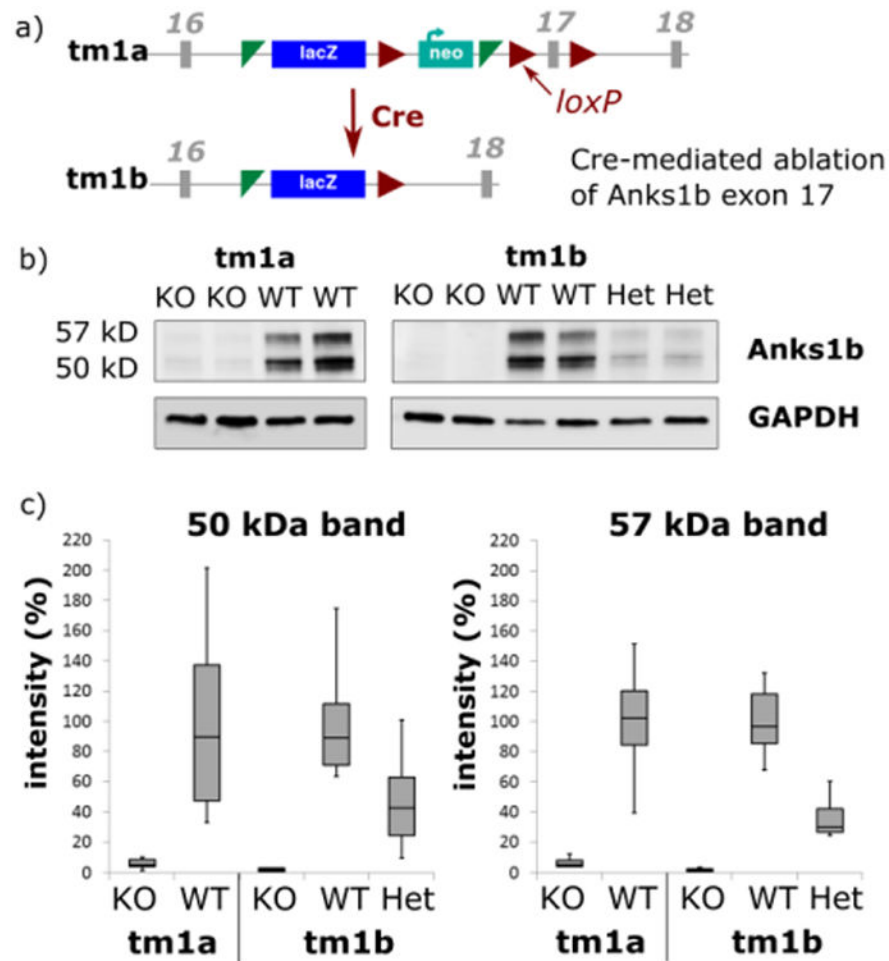 a)
16 17 18
tm1a lacZ neo
loxP
Cre
16 18
tm1b lacZ
Cre-mediated ablation
of Anks1b exon 17
b)
tm1a tm1b
KO KO WT WT KO KO WT WT Het Het
57 kD
50 kD
Anks1b
GAPDH
c)
50 kDa band
intensity (%)
220
200
180
160
140
120
100
80
60
40
20
0
KO WT KO WT Het
tm1a tm1b
57 kDa band
intensity (%)
220
200
180
160
140
120
100
80
60
40
20
0
KO WT KO WT Het
tm1a tm1b